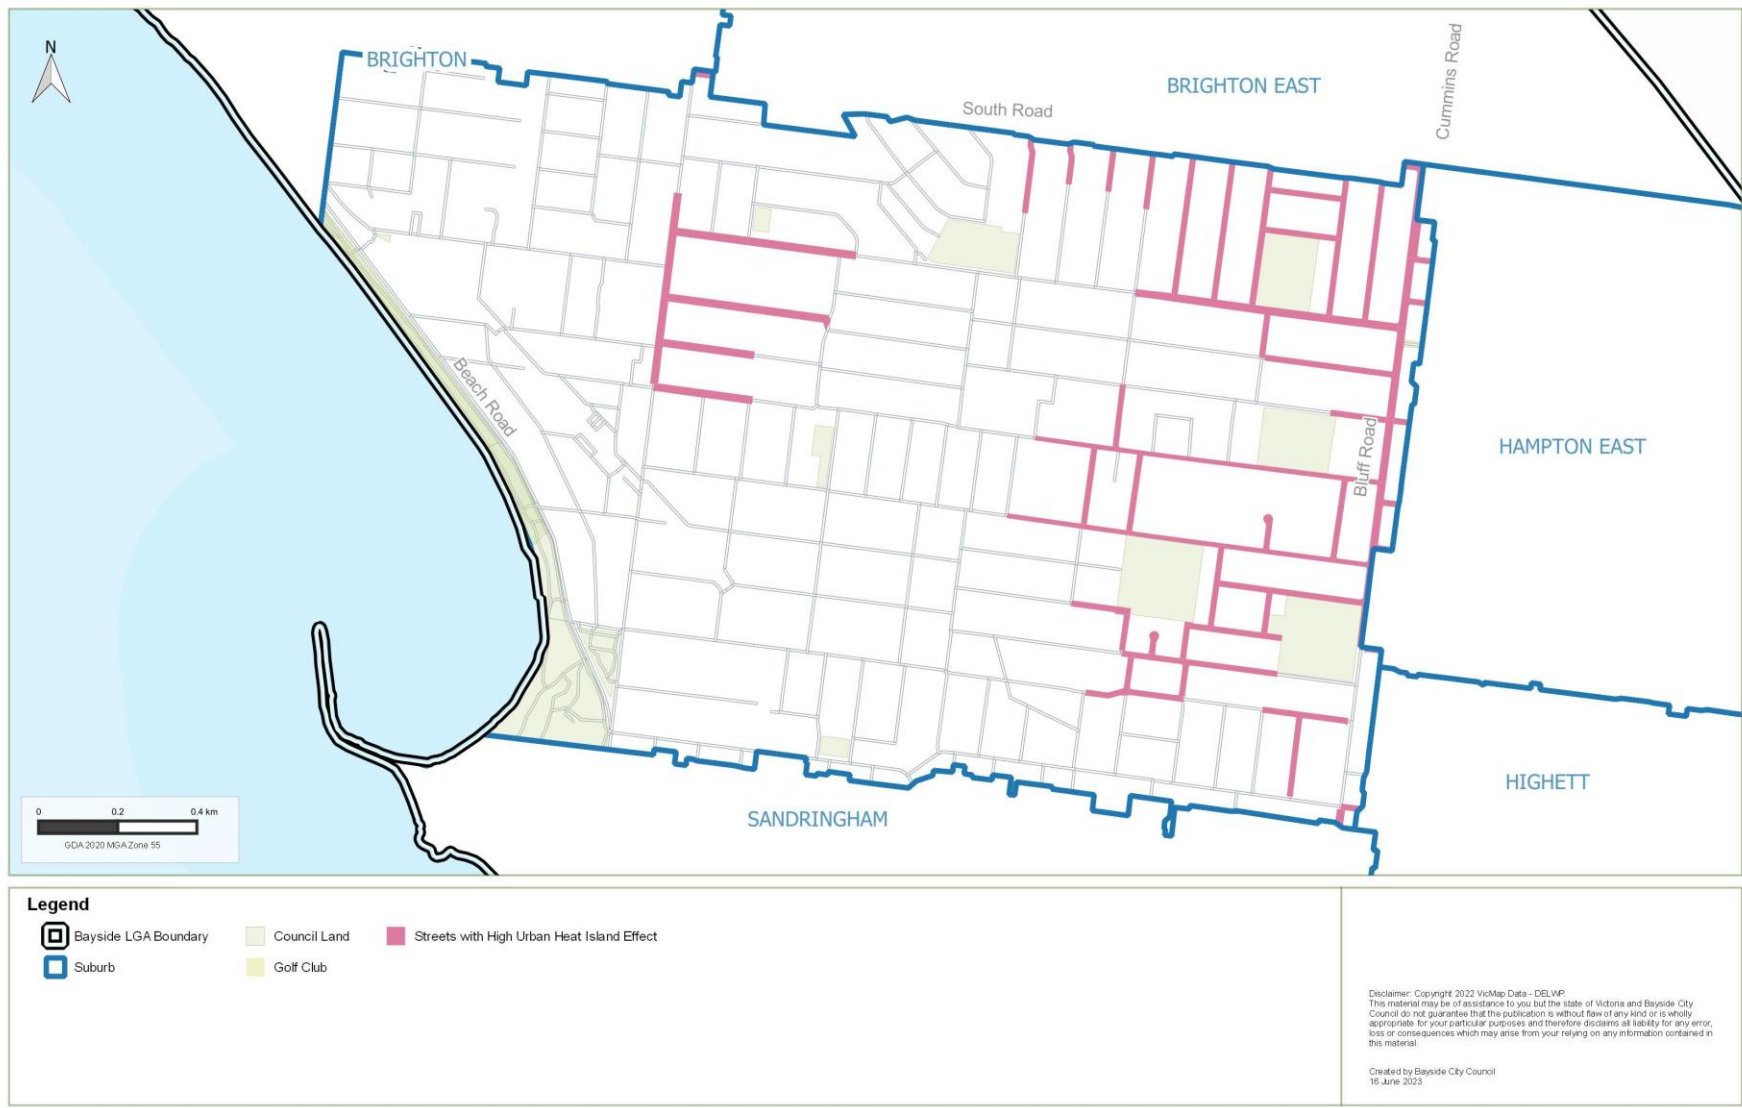 N
BRIGHTON
BRIGHTON EAST
Cummins Road
South Road
Beach Road
Bluff Road
HAMPTON EAST
HIGHETT
SANDRINGHAM
0 0.2 0.4 km
GDA 2020 MGA Zone 55
Legend
Bayside LGA Boundary
Council Land
Streets with High Urban Heat Island Effect
Suburb
Golf Club
Disclaimer: Copyright 2022 VicMap Data - DELWP.
This material may be of assistance to you but the state of Victoria and Bayside City
Council do not guarantee that the publication is without flaw of any kind or is wholly
appropriate for your particular purposes and therefore disclaims all liability for any error,
loss or consequences which may arise from your relying on any information contained in
this material.
Created by Bayside City Council
16 June 2023